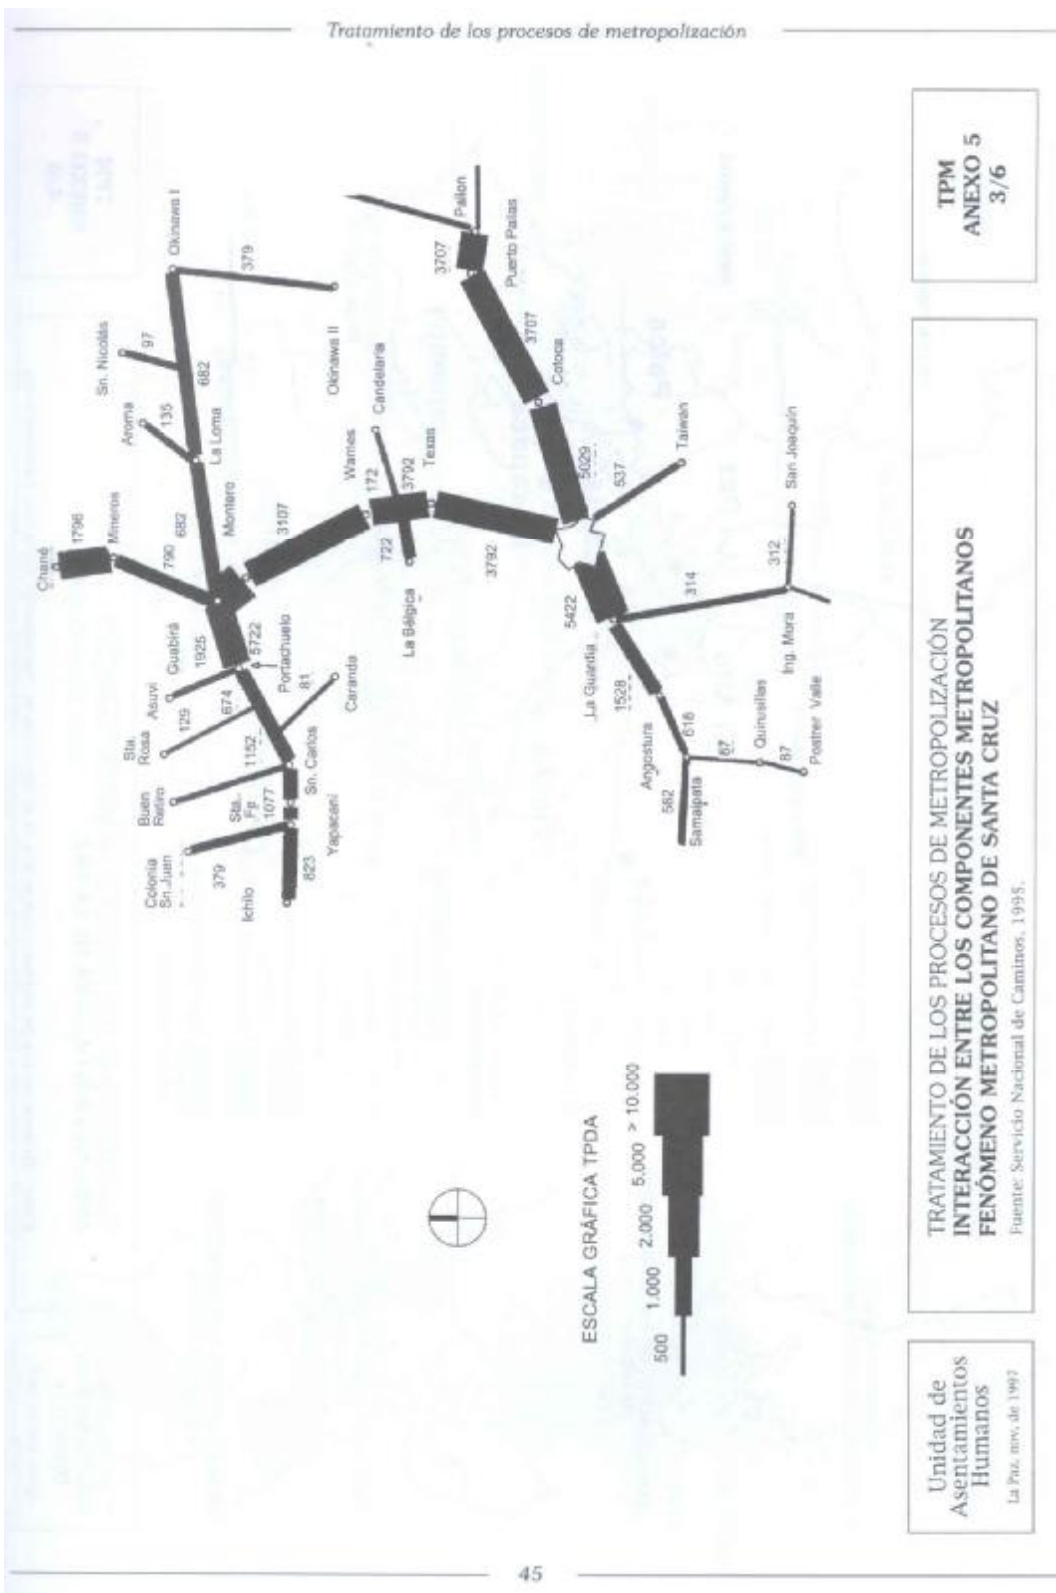 Tratamiento de los procesos de metropolización
TPM
ANEXO 5
3/6
Chané
1796
Mineros
790
Sn. Nicolás
97
Aroma
135
Okinawa I
379
Okinawa II
682
La Loma
682
Montero
3107
Guabirá
1925
5722
Portachuelo
Asuvi
129
674
Sta.
Rosa
81
Caranda
Buen
Retiro
1152
Sn. Carlos
Sta.
Fp.
1077
Yapacaní
Colonia
Sn. Juan
379
Ichilo
823
Warnes
172
Candelaria
3792
Texas
722
La Bélgica
3792
Pailon
3707
Puerto Pailas
3707
Cotoca
5029
537
Taiwan
5422
La Guardia
314
312
San Joaquín
Ing. Mora
1528
Angostura
616
582
Samaipata
67
Quirusillas
87
Postrer Valle
ESCALA GRÁFICA TPDA
500 1.000 2.000 5.000 > 10.000
Unidad de
Asentamientos
Humanos
La Paz, nov. de 1997
TRATAMIENTO DE LOS PROCESOS DE METROPOLIZACIÓN
INTERACCIÓN ENTRE LOS COMPONENTES METROPOLITANOS
FENÓMENO METROPOLITANO DE SANTA CRUZ
Fuente: Servicio Nacional de Caminos, 1995.
45